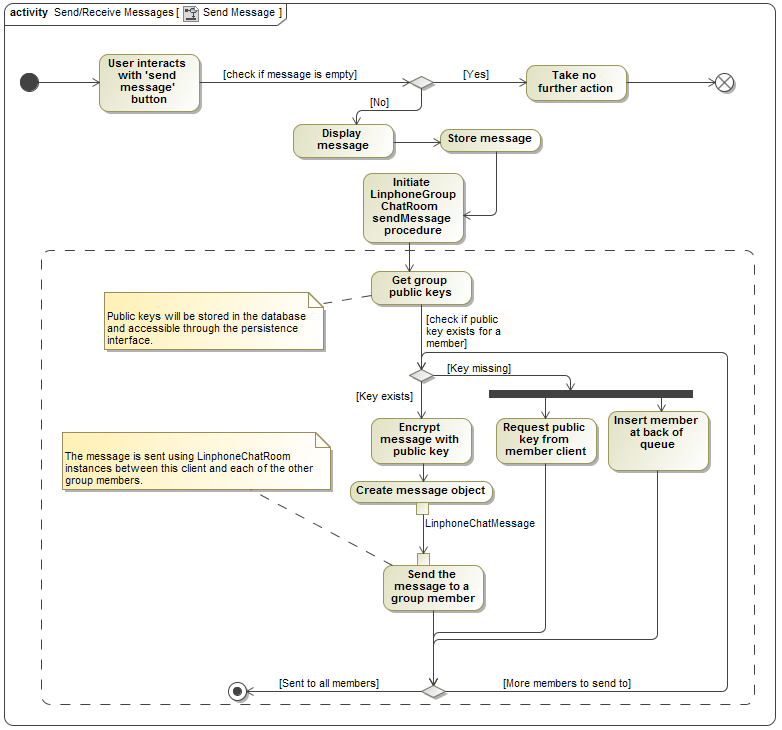 activity Send/Receive Messages [ Send Message ]
User interacts
with 'send
message'
button
[check if message is empty]
[Yes]
Take no
further action
[No]
Display
message
Store message
Initiate
LinphoneGroup
ChatRoom
sendMessage
procedure
Get group
public keys
Public keys will be stored in the database
and accessible through the persistence
interface.
[check if public
key exists for a
member]
[Key missing]
[Key exists]
Encrypt
message with
public key
Request public
key from
member client
Insert member
at back of
queue
The message is sent using LinphoneChatRoom
instances between this client and each of the other
group members.
Create message object
LinphoneChatMessage
Send the
message to a
group member
[Sent to all members]
[More members to send to]